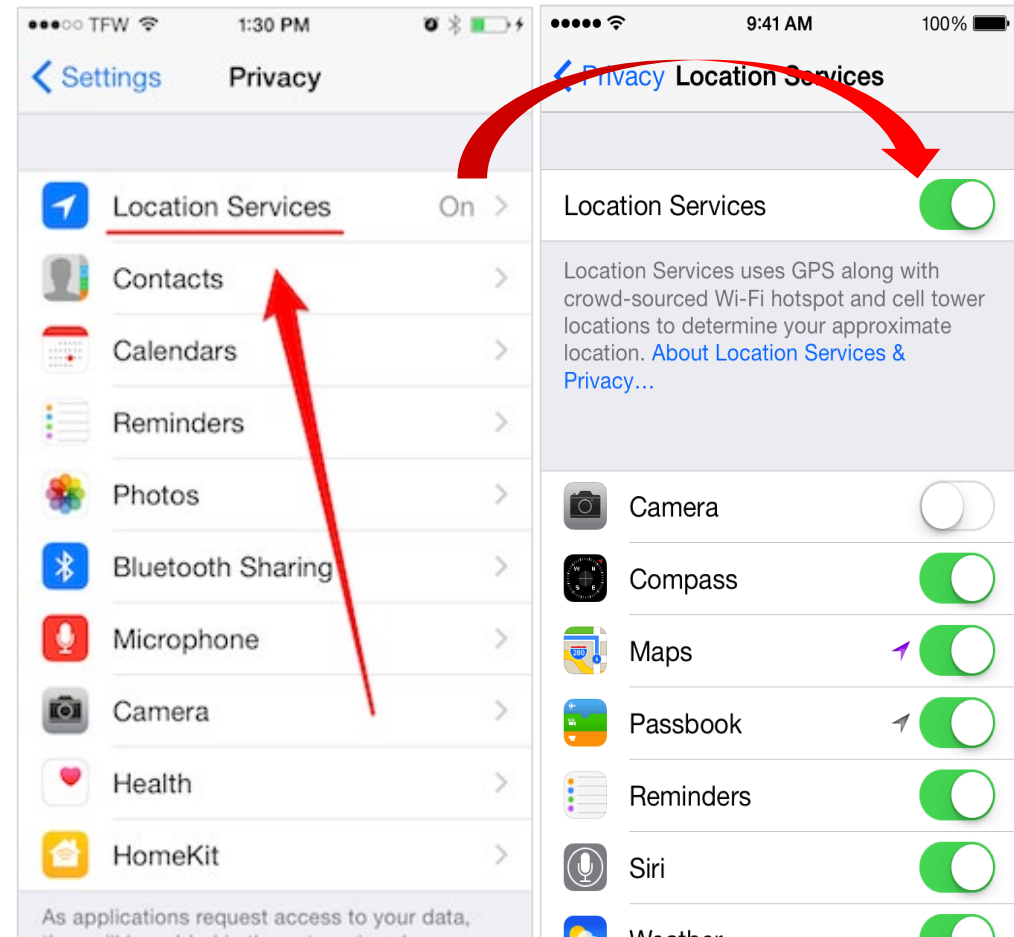 TFW 1:30 PM
Settings Privacy
Location Services On
Contacts
Calendars
Reminders
Photos
Bluetooth Sharing
Microphone
Camera
Health
HomeKit
As applications request access to your data,
9:41 AM 100%
Privacy Location Services
Location Services
Location Services uses GPS along with
crowd-sourced Wi-Fi hotspot and cell tower
locations to determine your approximate
location. About Location Services &
Privacy...
Camera
Compass
Maps
Passbook
Reminders
Siri
Weather